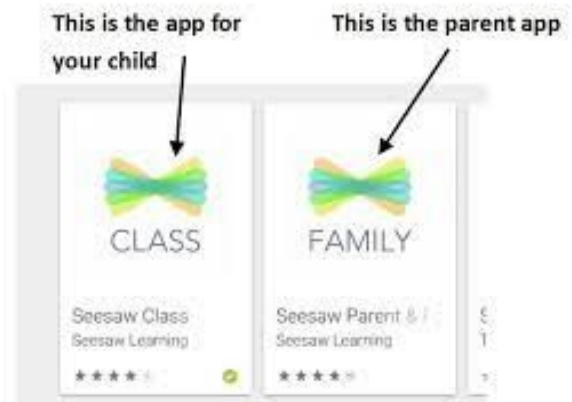 This is the app for
your child
This is the parent app
CLASS
FAMILY
Seesaw Class
Seesaw Learning
Seesaw Parent &
Seesaw Learning